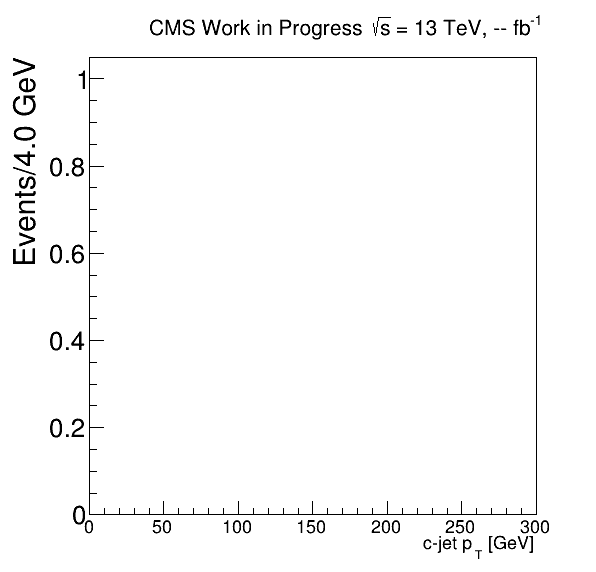 CMS Work in Progress √s = 13 TeV, -- fb⁻¹
Events/4.0 GeV
1
0.8
0.6
0.4
0.2
0
0 50 100 150 200 250 300
c-jet p_T [GeV]